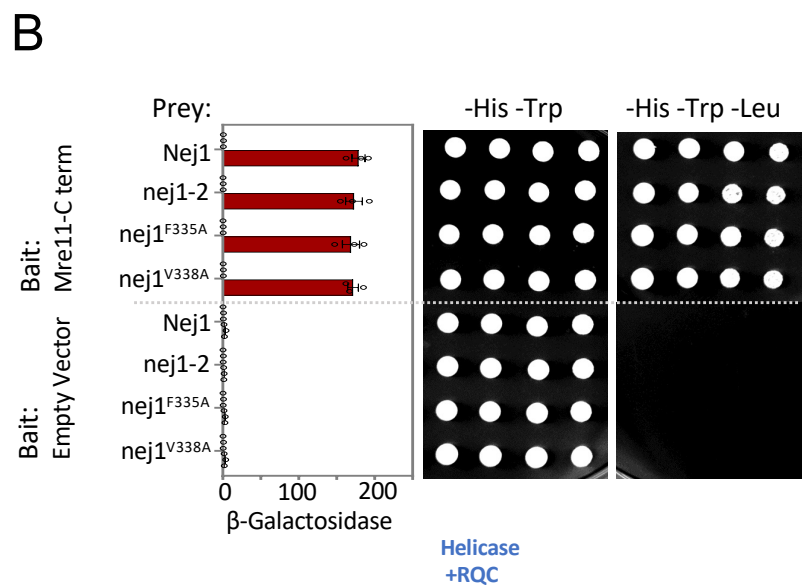 B
Prey:
-His -Trp
-His -Trp -Leu
Bait:
Mre11-C term
Nej1
nej1-2
nej1F335A
nej1V338A
Bait:
Empty Vector
Nej1
nej1-2
nej1F335A
nej1V338A
0 100 200
β-Galactosidase
Helicase
+RQC